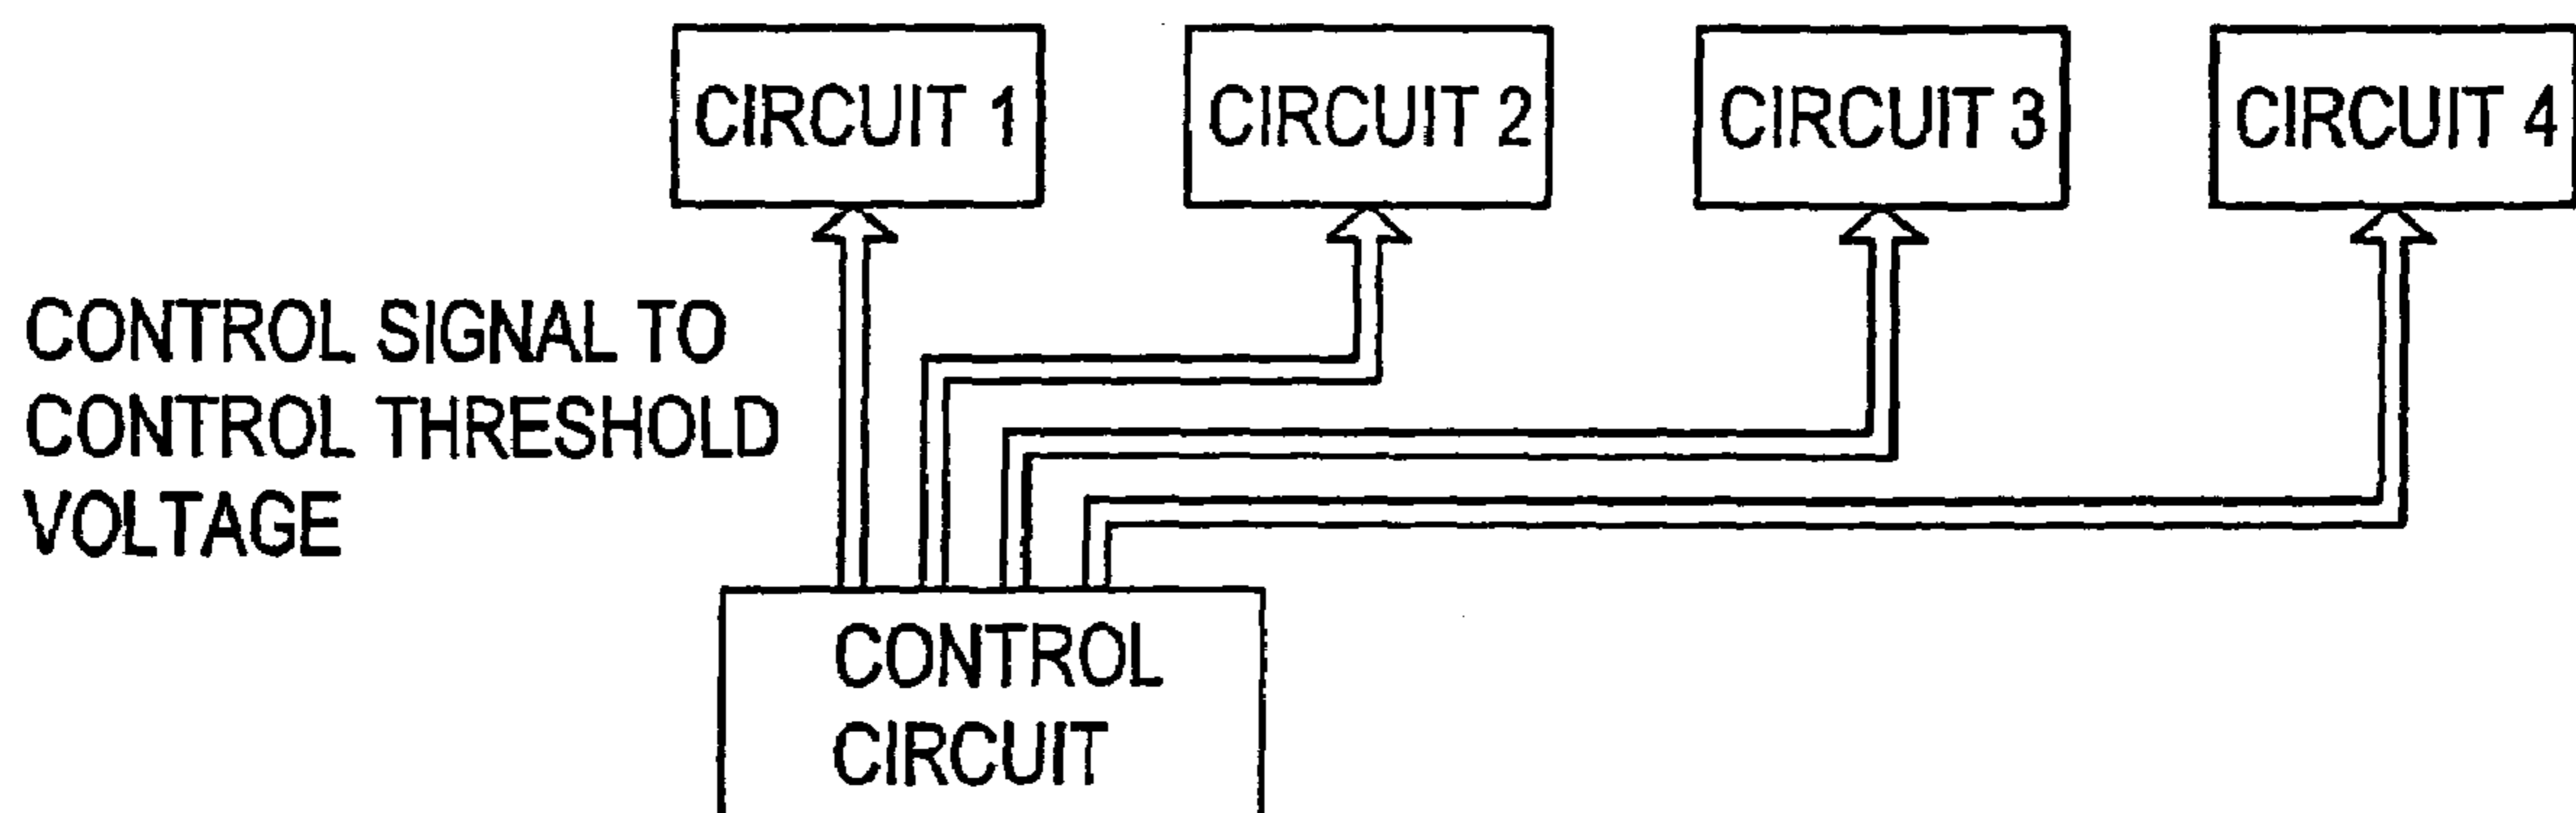 CIRCUIT 1
CIRCUIT 2
CIRCUIT 3
CIRCUIT 4
CONTROL SIGNAL TO
CONTROL THRESHOLD
VOLTAGE
CONTROL
CIRCUIT